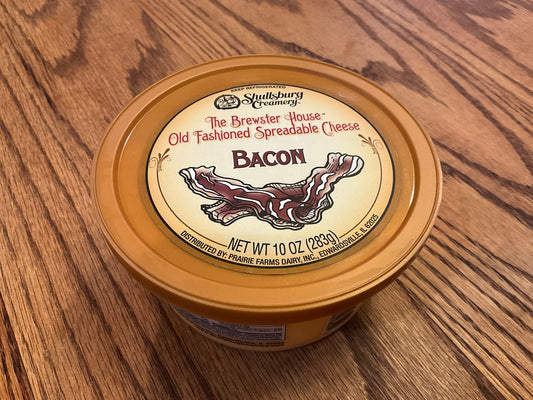 KEEP REFRIGERATED
Shullsburg
Creamery
The Brewster House™
Old Fashioned Spreadable Cheese
BACON
NET WT 10 OZ (283g)
DISTRIBUTED BY: PRAIRIE FARMS DAIRY, INC., EDWARDSVILLE, IL 62025